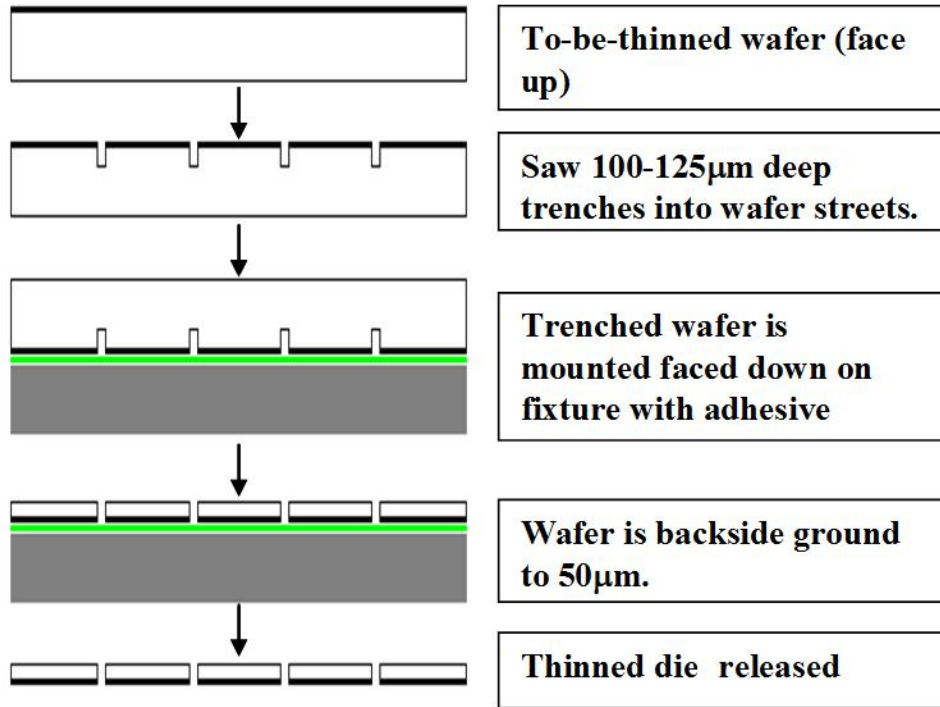 To-be-thinned wafer (face
up)
Saw 100-125μm deep
trenches into wafer streets.
Trenched wafer is
mounted faced down on
fixture with adhesive
Wafer is backside ground
to 50μm.
Thinned die released